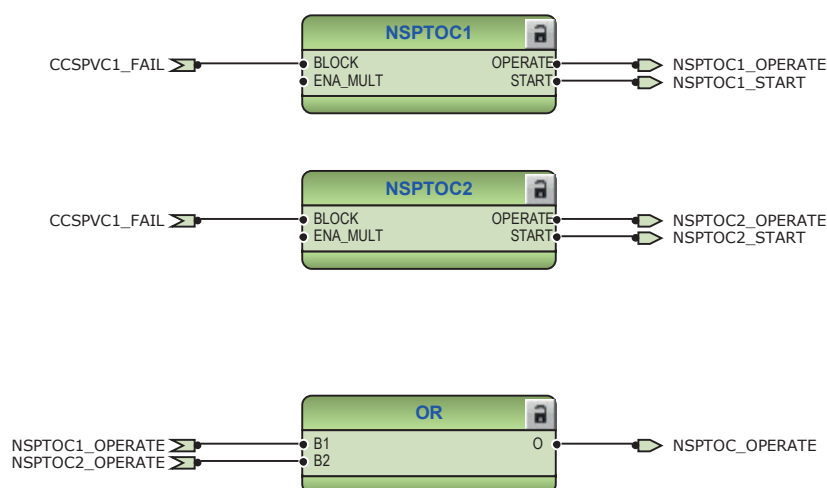 NSPTOC1
CCSPVC1_FAIL
BLOCK
OPERATE
NSPTOC1_OPERATE
ENA_MULT
START
NSPTOC1_START
NSPTOC2
CCSPVC1_FAIL
BLOCK
OPERATE
NSPTOC2_OPERATE
ENA_MULT
START
NSPTOC2_START
OR
NSPTOC1_OPERATE
B1
O
NSPTOC_OPERATE
NSPTOC2_OPERATE
B2